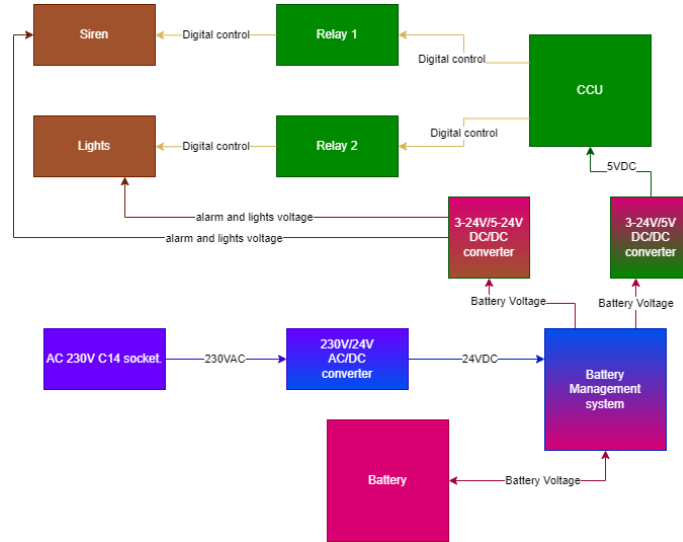 Siren
Digital control
Relay 1
Digital control
CCU
Lights
Digital control
Relay 2
Digital control
5VDC
alarm and lights voltage
alarm and lights voltage
3-24V/5-24V
DC/DC
converter
3-24V/5V
DC/DC
converter
Battery Voltage
Battery Voltage
AC 230V C14 socket.
230VAC
230V/24V
AC/DC
converter
24VDC
Battery
Management
system
Battery
Battery Voltage